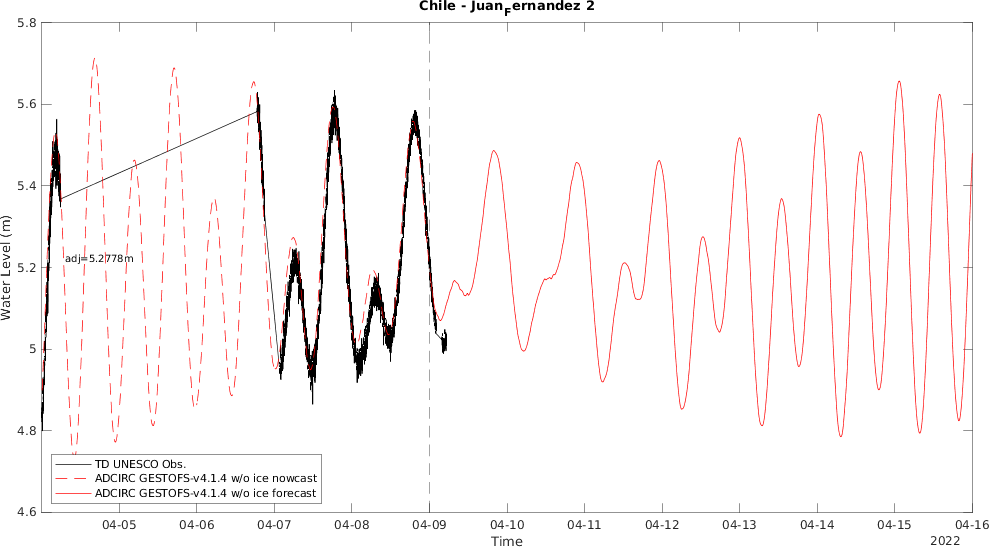 Chile - Juan_Fernandez 2
5.8
5.6
5.4
5.2
5
4.8
4.6
Water Level (m)
adj=5.2778m
TD UNESCO Obs.
ADCIRC GESTOFS-v4.1.4 w/o ice nowcast
ADCIRC GESTOFS-v4.1.4 w/o ice forecast
04-05 04-06 04-07 04-08 04-09 04-10 04-11 04-12 04-13 04-14 04-15 04-16
Time
2022